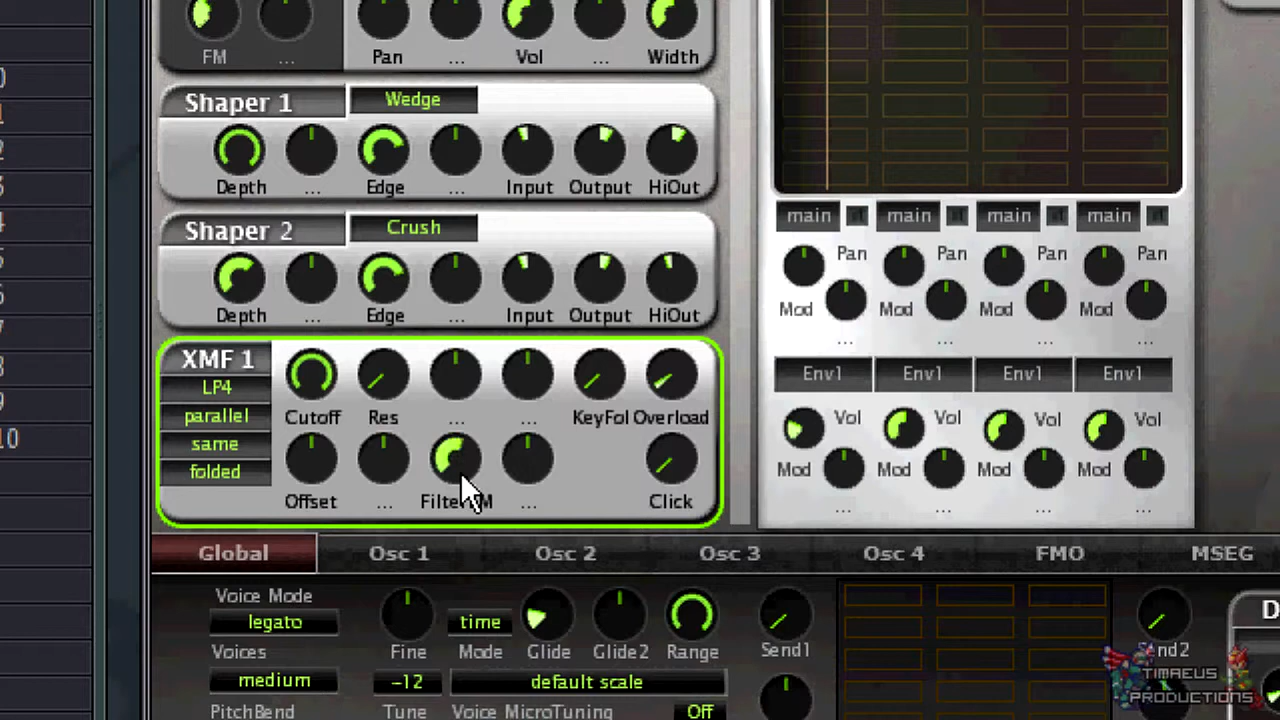 FM ... Pan ... Vol ... Width
Shaper 1 Wedge
Depth ... Edge ... Input Output HiOut
Shaper 2 Crush
Depth ... Edge ... Input Output HiOut
XMF 1
LP4
parallel
same
folded
Cutoff Res ... ... KeyFol Overload
Offset ... ... Click
main main main main
Pan Pan Pan Pan
Mod Mod Mod Mod
... ... ... ...
Env1 Env1 Env1 Env1
Vol Vol Vol Vol
Mod Mod Mod Mod
... ... ... ...
10
Global Osc 1 Osc 2 Osc 3 Osc 4 FMO MSEG
Voice Mode
legato time
Voices Fine Mode Glide Glide2 Range Send1
medium -12 default scale
PitchBend Tune Voice MicroTuning Off
TIMAEUS
PRODUCTIONS